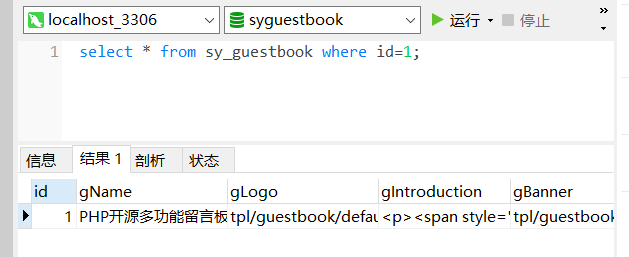 localhost_3306 syguestbook 运行 停止
1 select * from sy_guestbook where id=1;
信息 结果 1 剖析 状态
id gName gLogo gIntroduction gBanner
1 PHP开源多功能留言板 tpl/guestbook/defau <p><span style=' tpl/guestbook